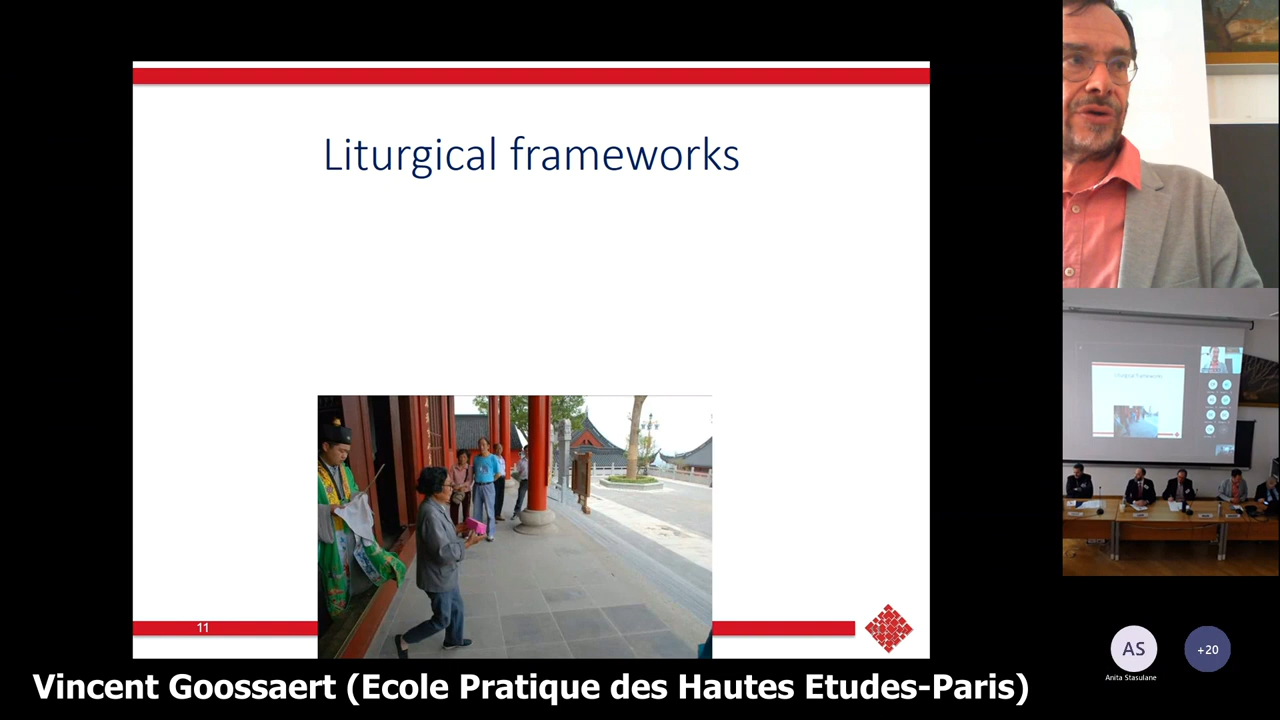 Liturgical frameworks
11
Vincent Goossaert (Ecole Pratique des Hautes Etudes-Paris)
AS
Anita Stasulane
+20